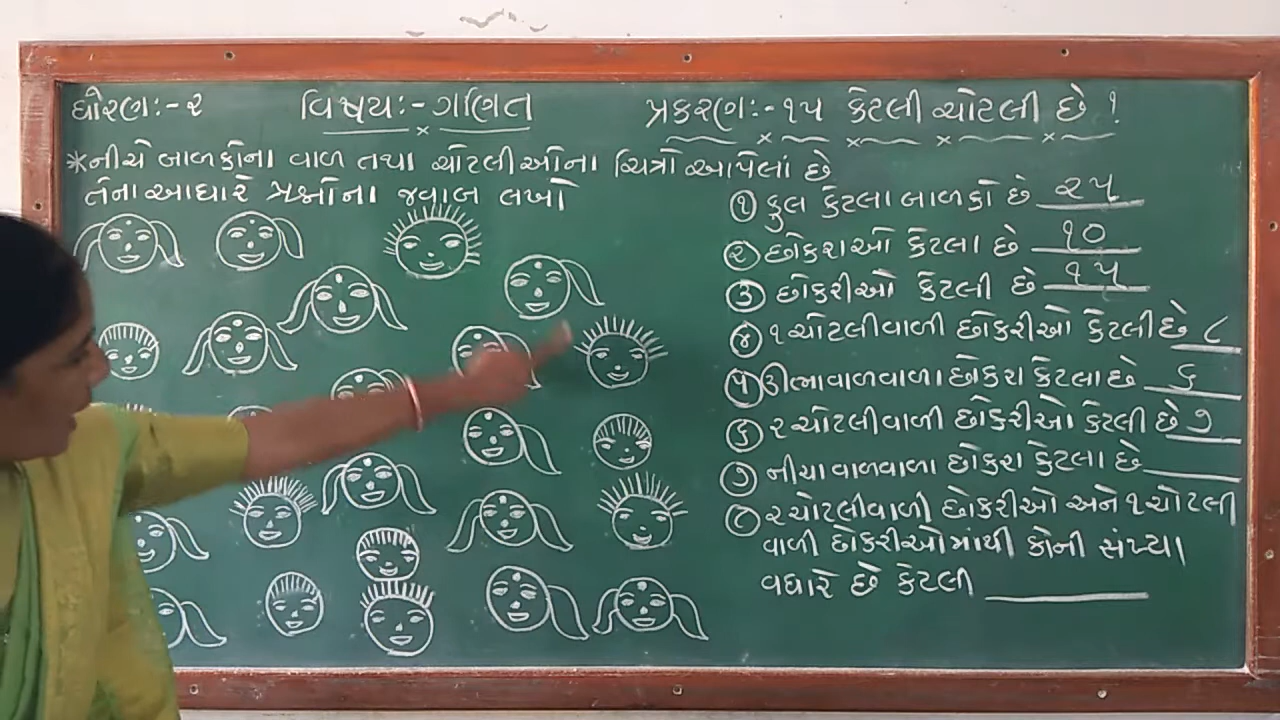 ધોરણઃ-૨
વિષયઃ-ગણિત
પ્રકરણઃ-૧૫ કેટલી ચોટલી છે ?
*નીચે બાળકોના વાળ તથા ચોટલીઓના ચિત્રો આપેલાં છે
તેના આધારે પ્રશ્નોના જવાબ લખો
૧ કુલ કેટલા બાળકો છે ૨૫
૨ છોકરાઓ કેટલા છે ૧૦
૩ છોકરીઓ કેટલી છે ૧૫
૪ ૧ ચોટલીવાળી છોકરીઓ કેટલી છે ૮
૫ ઊભાવાળવાળા છોકરા કેટલા છે ૬
૬ ૨ ચોટલીવાળી છોકરીઓ કેટલી છે ૭
૭ નીચાવાળવાળા છોકરા કેટલા છે
૮ ૨ ચોટલીવાળી છોકરીઓ અને ૧ ચોટલી
વાળી છોકરીઓમાંથી કોની સંખ્યા
વધારે છે કેટલી